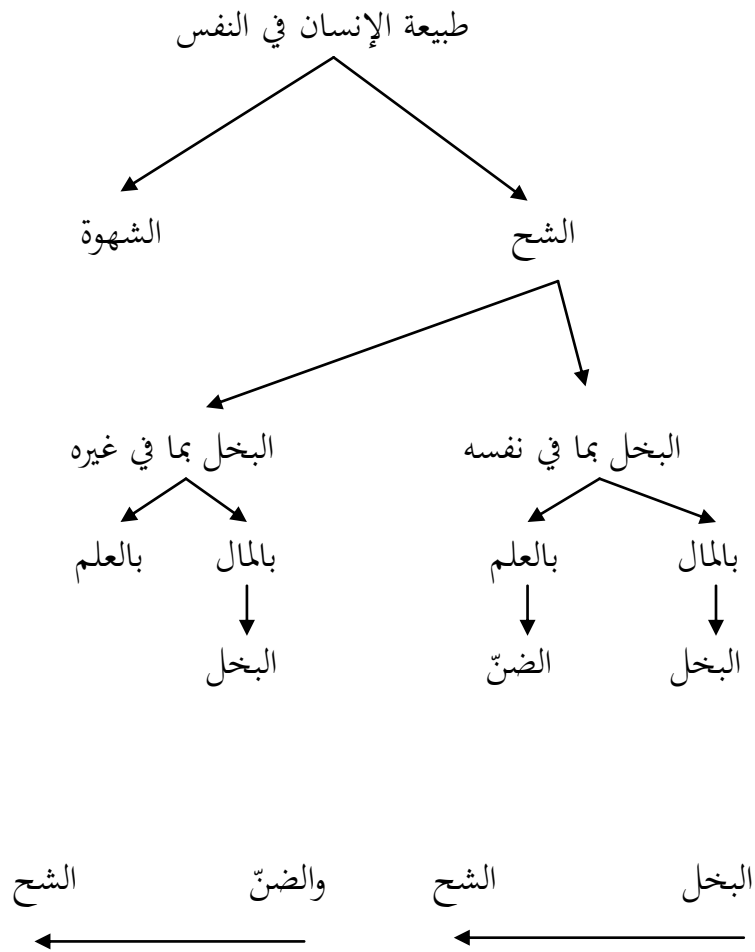 طبيعة الإنسان في النفس
الشح الشهوة
البخل بما في نفسه البخل بما في غيره
بالمال بالعلم بالمال بالعلم
البخل الضنّ البخل
البخل الشح والضنّ الشح